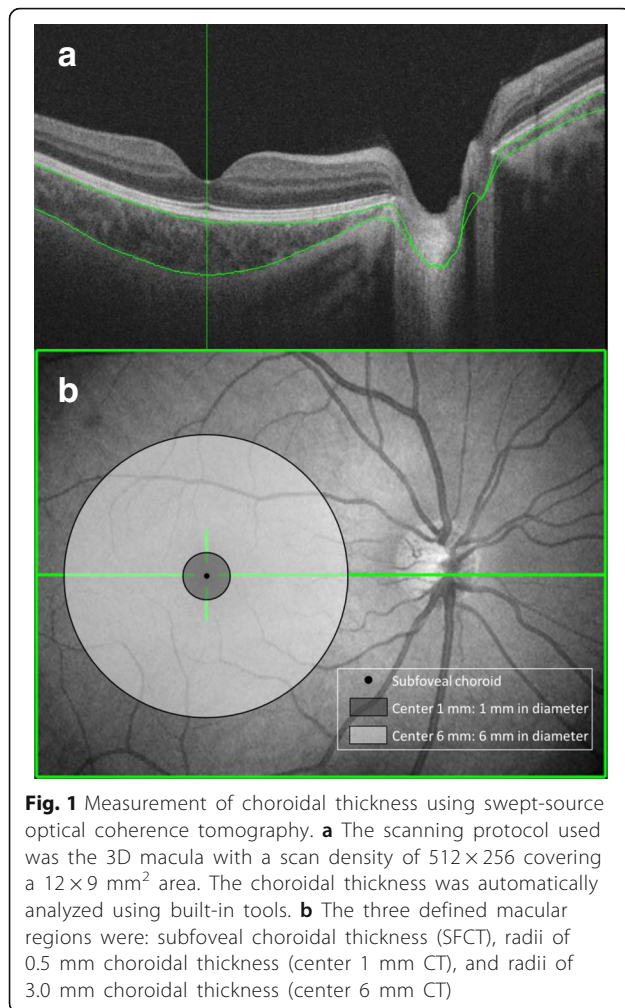 a
b
Subfoveal choroid
Center 1 mm: 1 mm in diameter
Center 6 mm: 6 mm in diameter
Fig. 1 Measurement of choroidal thickness using swept-source
optical coherence tomography. a The scanning protocol used
was the 3D macula with a scan density of 512 × 256 covering
a 12 × 9 mm² area. The choroidal thickness was automatically
analyzed using built-in tools. b The three defined macular
regions were: subfoveal choroidal thickness (SFCT), radii of
0.5 mm choroidal thickness (center 1 mm CT), and radii of
3.0 mm choroidal thickness (center 6 mm CT)